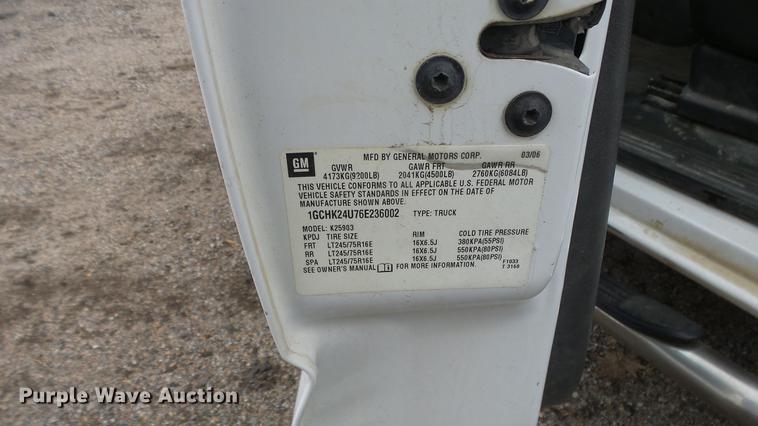 GM
MFD BY GENERAL MOTORS CORP. 03/06
GVWR GAWR FRT GAWR RR
4173KG(9200LB) 2041KG(4500LB) 2760KG(6084LB)
THIS VEHICLE CONFORMS TO ALL APPLICABLE U.S. FEDERAL MOTOR
VEHICLE SAFETY STANDARDS IN EFFECT ON THE DATE OF
MANUFACTURE SHOWN ABOVE.
1GCHK24U76E236002 TYPE: TRUCK
MODEL: K25903
KPDJ TIRE SIZE RIM COLD TIRE PRESSURE
FRT LT245/75R16E 16X6.5J 380KPA(55PSI)
RR LT245/75R16E 16X6.5J 550KPA(80PSI)
SPA LT245/75R16E 16X6.5J 550KPA(80PSI)
SEE OWNER'S MANUAL FOR MORE INFORMATION. F1033
T 3160
Purple Wave Auction